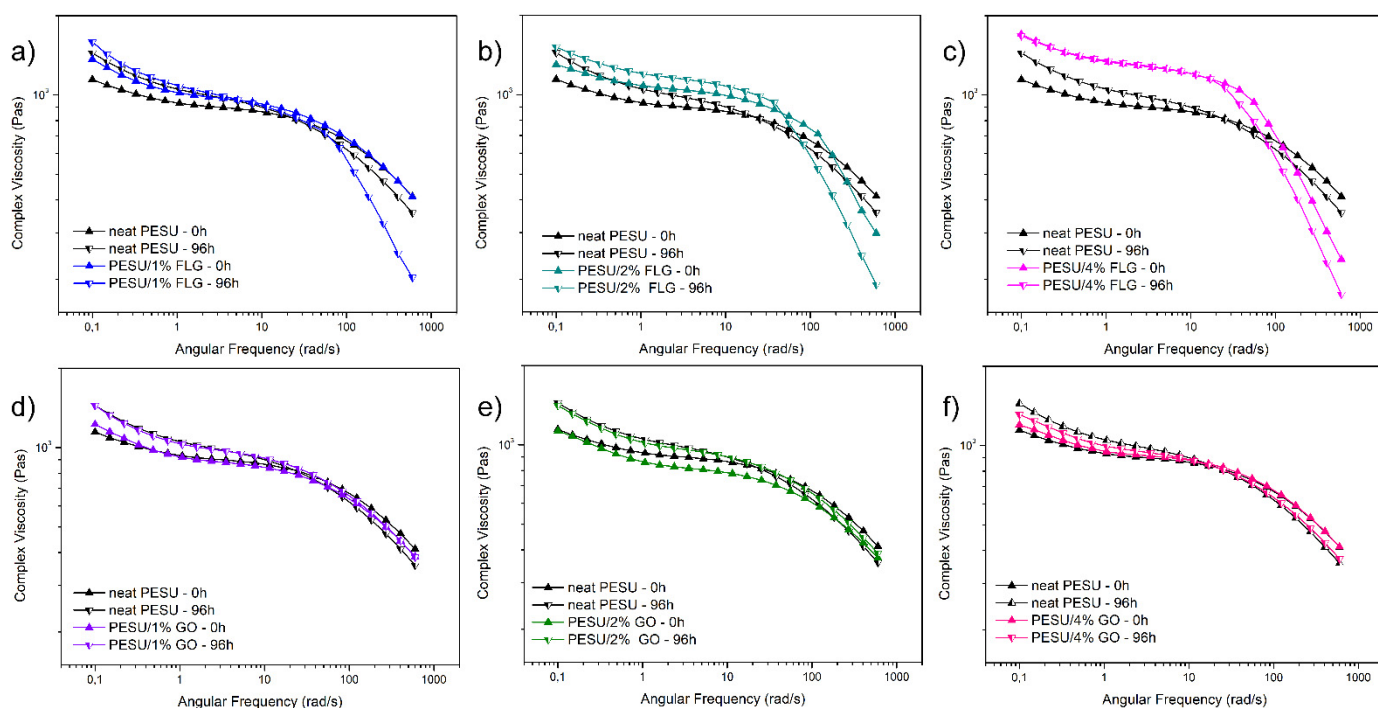 a)
Complex Viscosity (Pas)
10³
neat PESU - 0h
neat PESU - 96h
PESU/1% FLG - 0h
PESU/1% FLG - 96h
0,1 1 10 100 1000
Angular Frequency (rad/s)
b)
Complex Viscosity (Pas)
10³
neat PESU - 0h
neat PESU - 96h
PESU/2% FLG - 0h
PESU/2% FLG - 96h
0,1 1 10 100 1000
Angular Frequency (rad/s)
c)
Complex Viscosity (Pas)
10³
neat PESU - 0h
neat PESU - 96h
PESU/4% FLG - 0h
PESU/4% FLG - 96h
0,1 1 10 100 1000
Angular Frequency (rad/s)
d)
Complex Viscosity (Pas)
10³
neat PESU - 0h
neat PESU - 96h
PESU/1% GO - 0h
PESU/1% GO - 96h
0,1 1 10 100 1000
Angular Frequency (rad/s)
e)
Complex Viscosity (Pas)
10³
neat PESU - 0h
neat PESU - 96h
PESU/2% GO - 0h
PESU/2% GO - 96h
0,1 1 10 100 1000
Angular Frequency (rad/s)
f)
Complex Viscosity (Pas)
10³
neat PESU - 0h
neat PESU - 96h
PESU/4% GO - 0h
PESU/4% GO - 96h
0,1 1 10 100 1000
Angular Frequency (rad/s)